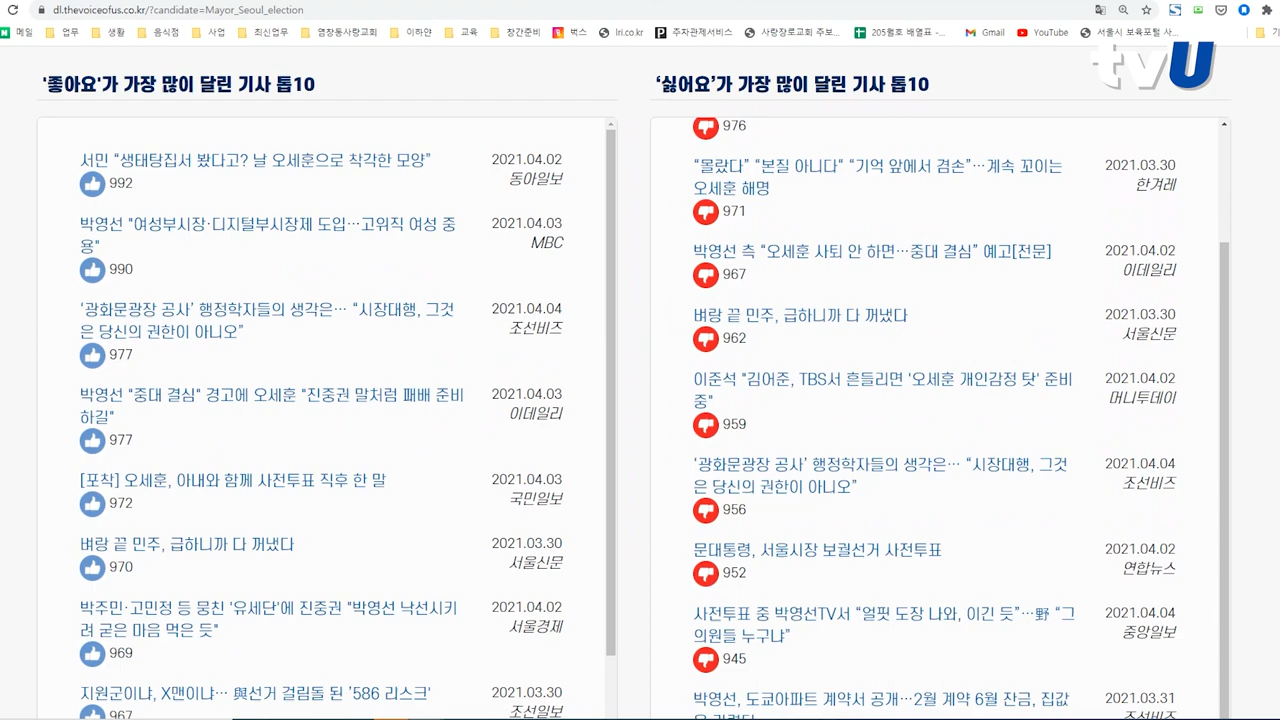 dl.thevoiceofus.co.kr/?candidate=Mayor_Seoul_election
메일 업무 생활 음식점 사업 최신업무 열창동사랑교회 이하얀 교육 창간준비 벅스 lri.co.kr 주차관제서비스 사랑장로교회 주보... 205월호 배열표 -... Gmail YouTube 서울시 보육포털 사... 기
tvU
'좋아요'가 가장 많이 달린 기사 톱10
서민 “생태탕집서 봤다고? 날 오세훈으로 착각한 모양”
2021.04.02
992
동아일보
박영선 "여성부시장·디지털부시장제 도입…고위직 여성 중
용"
2021.04.03
MBC
990
‘광화문광장 공사’ 행정학자들의 생각은… “시장대행, 그것
은 당신의 권한이 아니오”
2021.04.04
조선비즈
977
박영선 "중대 결심" 경고에 오세훈 "진중권 말처럼 패배 준비
하길"
2021.04.03
이데일리
977
[포착] 오세훈, 아내와 함께 사전투표 직후 한 말
2021.04.03
국민일보
972
벼랑 끝 민주, 급하니까 다 꺼냈다
2021.03.30
서울신문
970
박주민·고민정 등 뭉친 '유세단'에 진중권 "박영선 낙선시키
려 굳은 마음 먹은 듯"
2021.04.02
서울경제
969
지원군이냐, X맨이냐… 與선거 걸림돌 된 '586 리스크'
2021.03.30
조선일보
967
‘싫어요’가 가장 많이 달린 기사 톱10
976
“몰랐다” “본질 아니다“ “기억 앞에서 겸손”…계속 꼬이는
오세훈 해명
2021.03.30
한겨레
971
박영선 측 “오세훈 사퇴 안 하면…중대 결심” 예고[전문]
2021.04.02
이데일리
967
벼랑 끝 민주, 급하니까 다 꺼냈다
2021.03.30
서울신문
962
이준석 "김어준, TBS서 흔들리면 '오세훈 개인감정 탓' 준비
중"
2021.04.02
머니투데이
959
‘광화문광장 공사’ 행정학자들의 생각은… “시장대행, 그것
은 당신의 권한이 아니오”
2021.04.04
조선비즈
956
문대통령, 서울시장 보궐선거 사전투표
2021.04.02
연합뉴스
952
사전투표 중 박영선TV서 “얼핏 도장 나와, 이긴 듯”…野 “그
의원들 누구냐”
2021.04.04
중앙일보
945
박영선, 도쿄아파트 계약서 공개…2월 계약 6월 잔금, 집값
2021.03.31
조선비즈